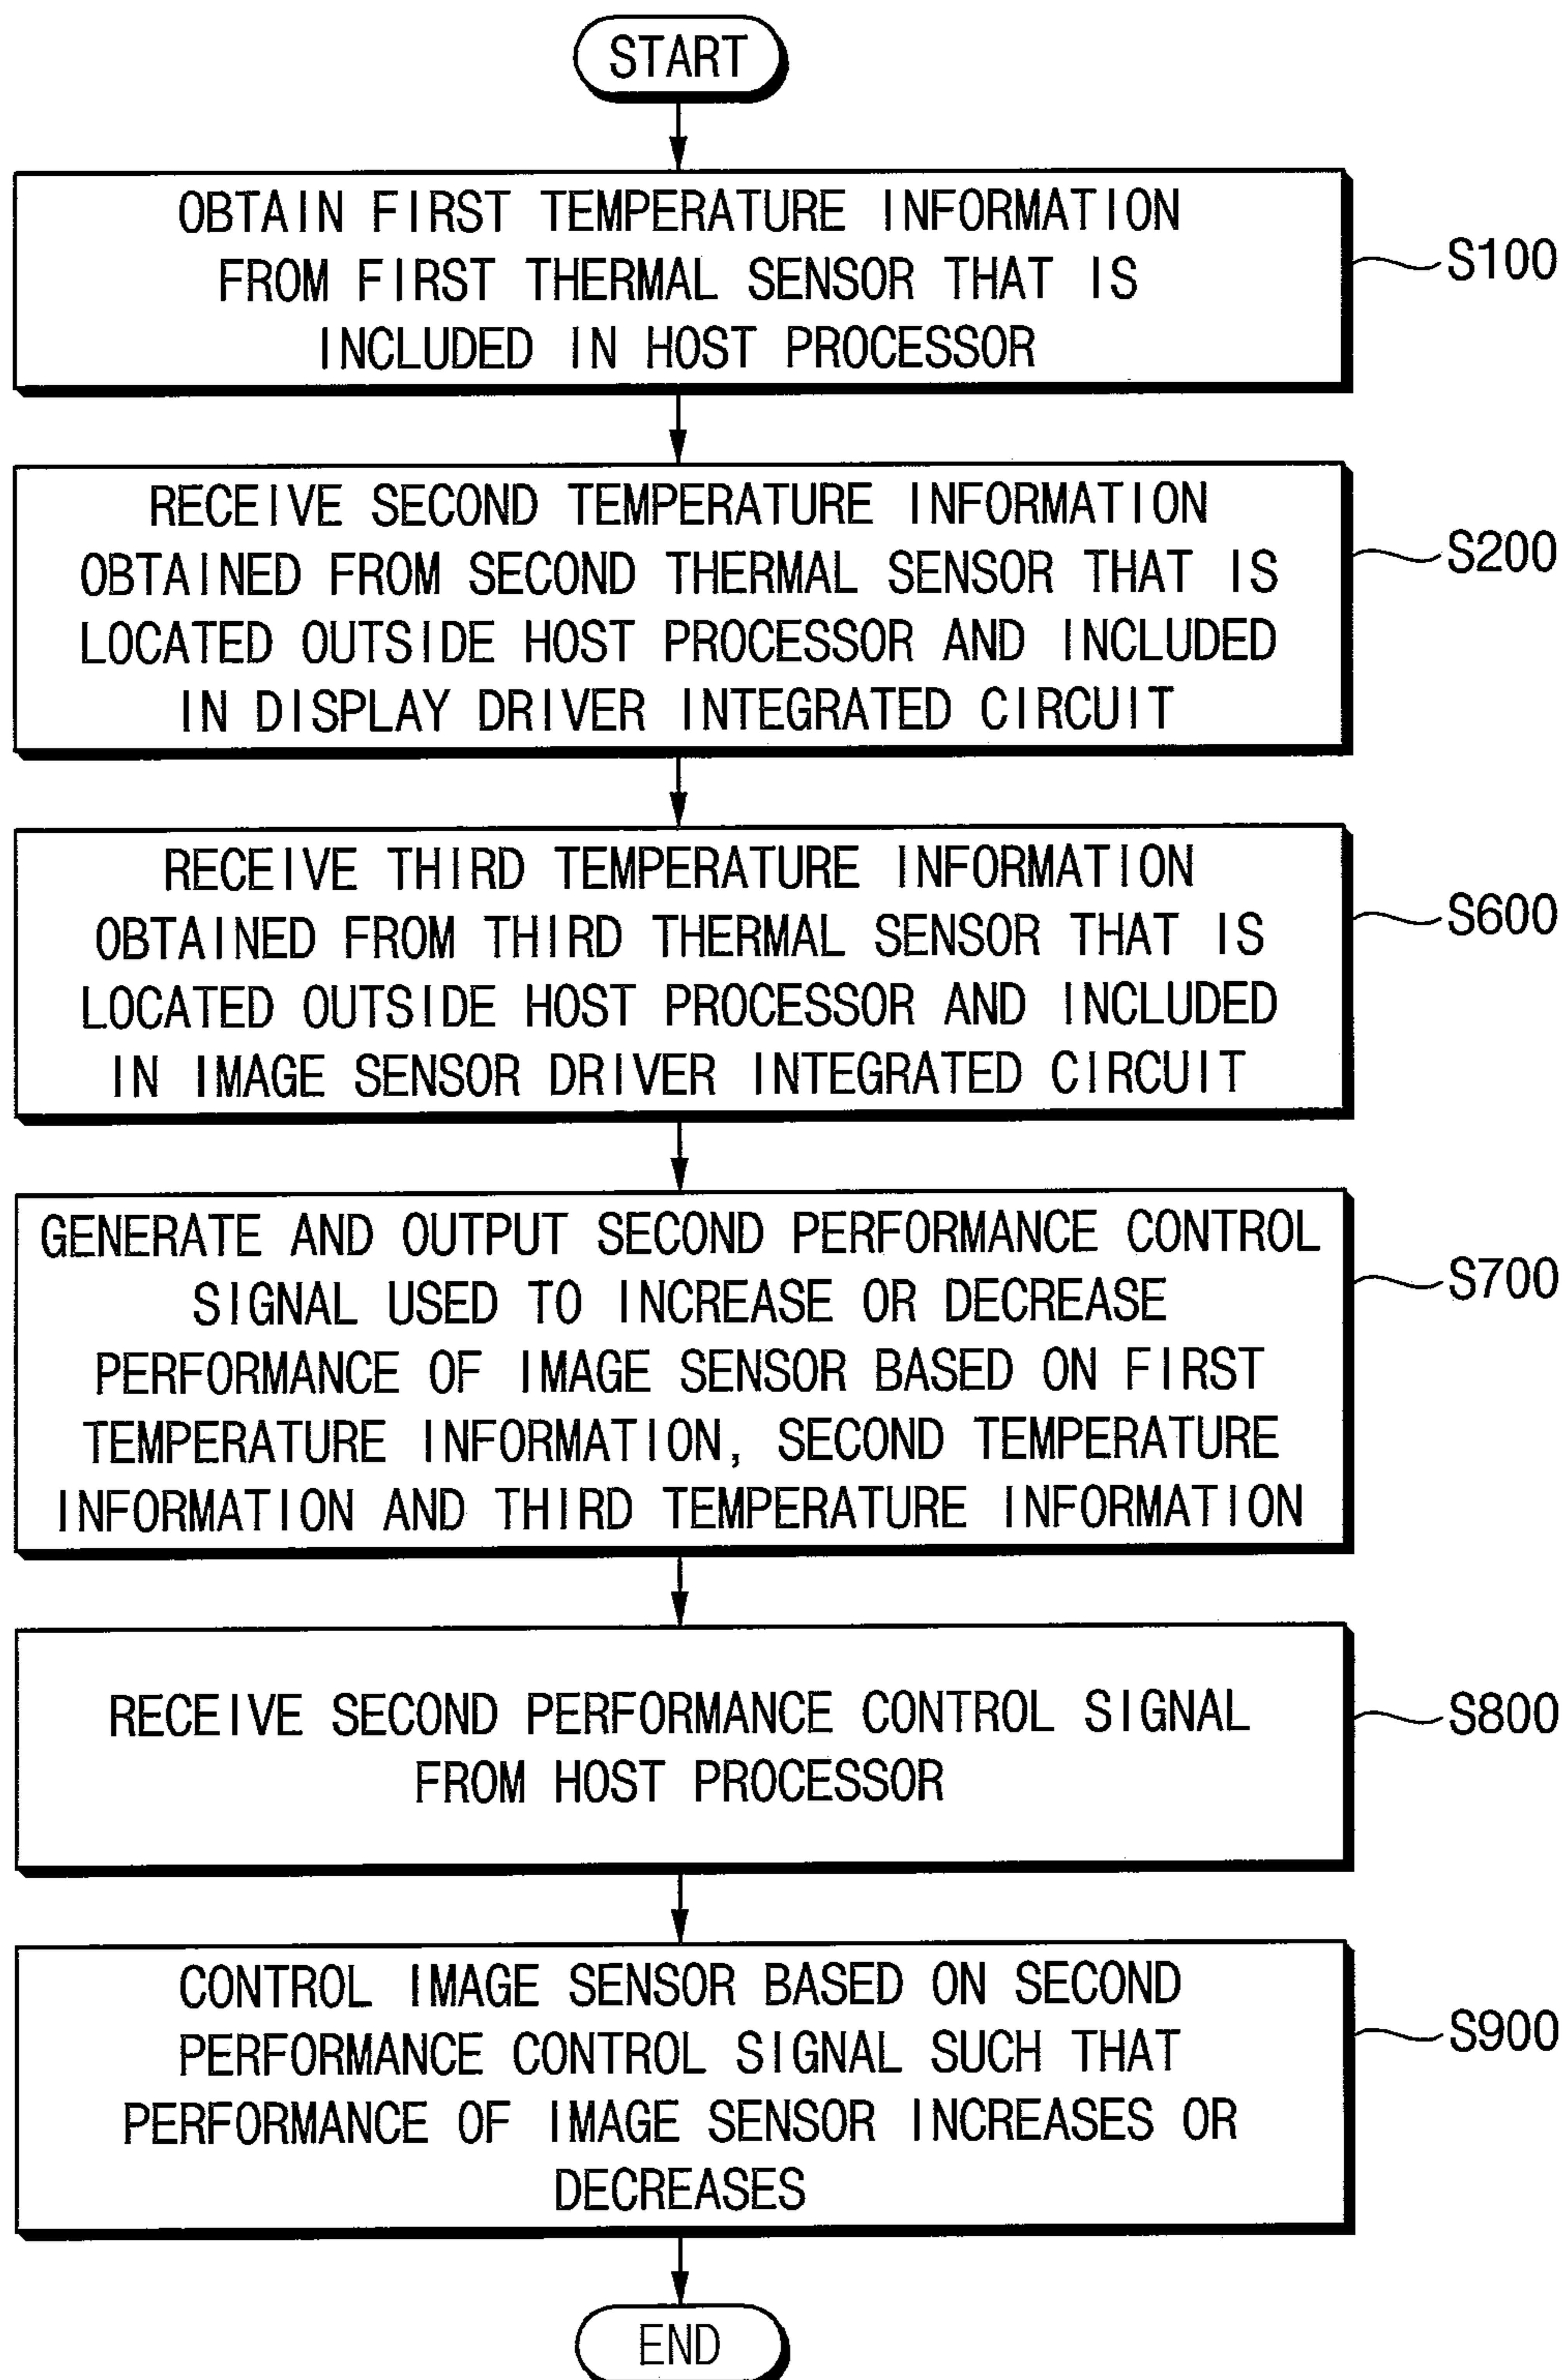 START
OBTAIN FIRST TEMPERATURE INFORMATION
FROM FIRST THERMAL SENSOR THAT IS
INCLUDED IN HOST PROCESSOR
S100
RECEIVE SECOND TEMPERATURE INFORMATION
OBTAINED FROM SECOND THERMAL SENSOR THAT IS
LOCATED OUTSIDE HOST PROCESSOR AND INCLUDED
IN DISPLAY DRIVER INTEGRATED CIRCUIT
S200
RECEIVE THIRD TEMPERATURE INFORMATION
OBTAINED FROM THIRD THERMAL SENSOR THAT IS
LOCATED OUTSIDE HOST PROCESSOR AND INCLUDED
IN IMAGE SENSOR DRIVER INTEGRATED CIRCUIT
S600
GENERATE AND OUTPUT SECOND PERFORMANCE CONTROL
SIGNAL USED TO INCREASE OR DECREASE
PERFORMANCE OF IMAGE SENSOR BASED ON FIRST
TEMPERATURE INFORMATION, SECOND TEMPERATURE
INFORMATION AND THIRD TEMPERATURE INFORMATION
S700
RECEIVE SECOND PERFORMANCE CONTROL SIGNAL
FROM HOST PROCESSOR
S800
CONTROL IMAGE SENSOR BASED ON SECOND
PERFORMANCE CONTROL SIGNAL SUCH THAT
PERFORMANCE OF IMAGE SENSOR INCREASES OR
DECREASES
S900
END